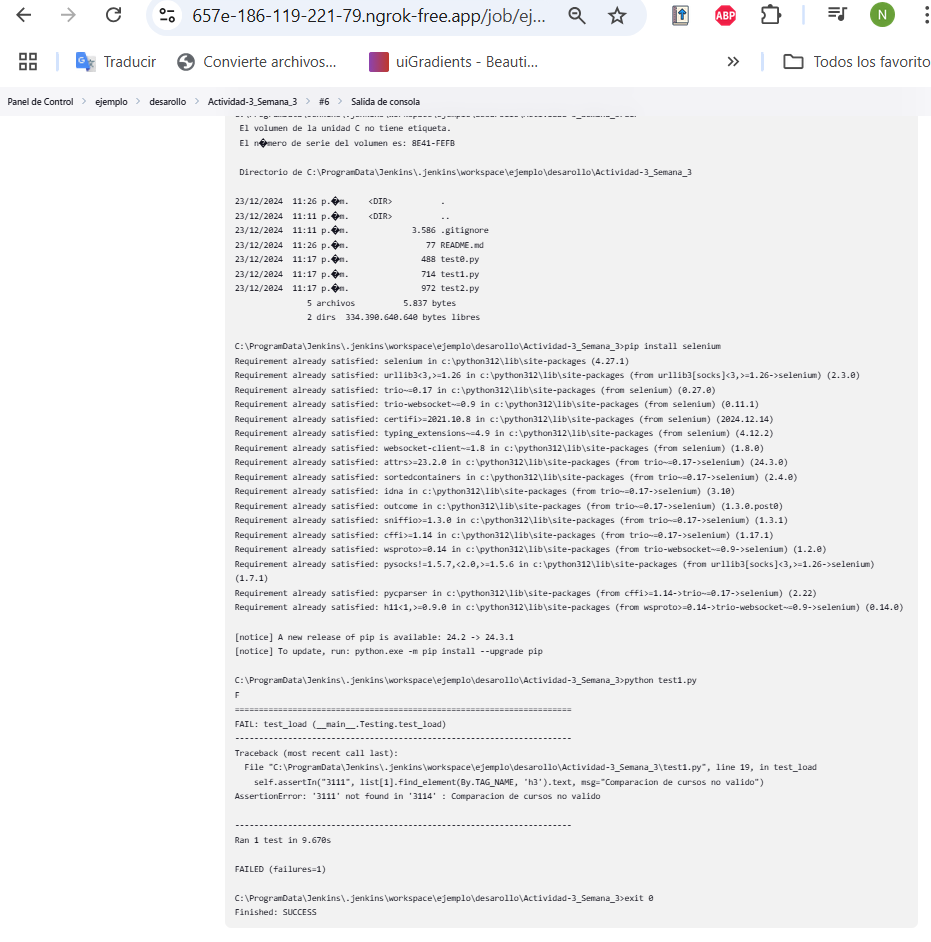 657e-186-119-221-79.ngrok-free.app/job/ej...
ABP
N
Traducir
Convierte archivos...
uiGradients - Beauti...
»
Todos los favorito
Panel de Control > ejemplo > desarollo > Actividad-3_Semana_3 > #6 > Salida de consola
El volumen de la unidad C no tiene etiqueta.
El n�mero de serie del volumen es: 8E41-FEFB
Directorio de C:\ProgramData\Jenkins\.jenkins\workspace\ejemplo\desarollo\Actividad-3_Semana_3
23/12/2024  11:26 p.�m.    <DIR>          .
23/12/2024  11:11 p.�m.    <DIR>          ..
23/12/2024  11:11 p.�m.             3.586 .gitignore
23/12/2024  11:26 p.�m.                77 README.md
23/12/2024  11:17 p.�m.               488 test0.py
23/12/2024  11:17 p.�m.               714 test1.py
23/12/2024  11:17 p.�m.               972 test2.py
5 archivos          5.837 bytes
2 dirs  334.390.640.640 bytes libres
C:\ProgramData\Jenkins\.jenkins\workspace\ejemplo\desarollo\Actividad-3_Semana_3>pip install selenium
Requirement already satisfied: selenium in c:\python312\lib\site-packages (4.27.1)
Requirement already satisfied: urllib3<3,>=1.26 in c:\python312\lib\site-packages (from urllib3[socks]<3,>=1.26->selenium) (2.3.0)
Requirement already satisfied: trio~=0.17 in c:\python312\lib\site-packages (from selenium) (0.27.0)
Requirement already satisfied: trio-websocket~=0.9 in c:\python312\lib\site-packages (from selenium) (0.11.1)
Requirement already satisfied: certifi>=2021.10.8 in c:\python312\lib\site-packages (from selenium) (2024.12.14)
Requirement already satisfied: typing_extensions~=4.9 in c:\python312\lib\site-packages (from selenium) (4.12.2)
Requirement already satisfied: websocket-client~=1.8 in c:\python312\lib\site-packages (from selenium) (1.8.0)
Requirement already satisfied: attrs>=23.2.0 in c:\python312\lib\site-packages (from trio~=0.17->selenium) (24.3.0)
Requirement already satisfied: sortedcontainers in c:\python312\lib\site-packages (from trio~=0.17->selenium) (2.4.0)
Requirement already satisfied: idna in c:\python312\lib\site-packages (from trio~=0.17->selenium) (3.10)
Requirement already satisfied: outcome in c:\python312\lib\site-packages (from trio~=0.17->selenium) (1.3.0.post0)
Requirement already satisfied: sniffio>=1.3.0 in c:\python312\lib\site-packages (from trio~=0.17->selenium) (1.3.1)
Requirement already satisfied: cffi>=1.14 in c:\python312\lib\site-packages (from trio~=0.17->selenium) (1.17.1)
Requirement already satisfied: wsproto>=0.14 in c:\python312\lib\site-packages (from trio-websocket~=0.9->selenium) (1.2.0)
Requirement already satisfied: pysocks!=1.5.7,<2.0,>=1.5.6 in c:\python312\lib\site-packages (from urllib3[socks]<3,>=1.26->selenium)
(1.7.1)
Requirement already satisfied: pycparser in c:\python312\lib\site-packages (from cffi>=1.14->trio~=0.17->selenium) (2.22)
Requirement already satisfied: h11<1,>=0.9.0 in c:\python312\lib\site-packages (from wsproto>=0.14->trio-websocket~=0.9->selenium) (0.14.0)
[notice] A new release of pip is available: 24.2 -> 24.3.1
[notice] To update, run: python.exe -m pip install --upgrade pip
C:\ProgramData\Jenkins\.jenkins\workspace\ejemplo\desarollo\Actividad-3_Semana_3>python test1.py
F
======================================================================
FAIL: test_load (__main__.Testing.test_load)
----------------------------------------------------------------------
Traceback (most recent call last):
File "C:\ProgramData\Jenkins\.jenkins\workspace\ejemplo\desarollo\Actividad-3_Semana_3\test1.py", line 19, in test_load
self.assertIn("3111", list[1].find_element(By.TAG_NAME, 'h3').text, msg="Comparacion de cursos no valido")
AssertionError: '3111' not found in '3114' : Comparacion de cursos no valido
----------------------------------------------------------------------
Ran 1 test in 9.670s
FAILED (failures=1)
C:\ProgramData\Jenkins\.jenkins\workspace\ejemplo\desarollo\Actividad-3_Semana_3>exit 0
Finished: SUCCESS